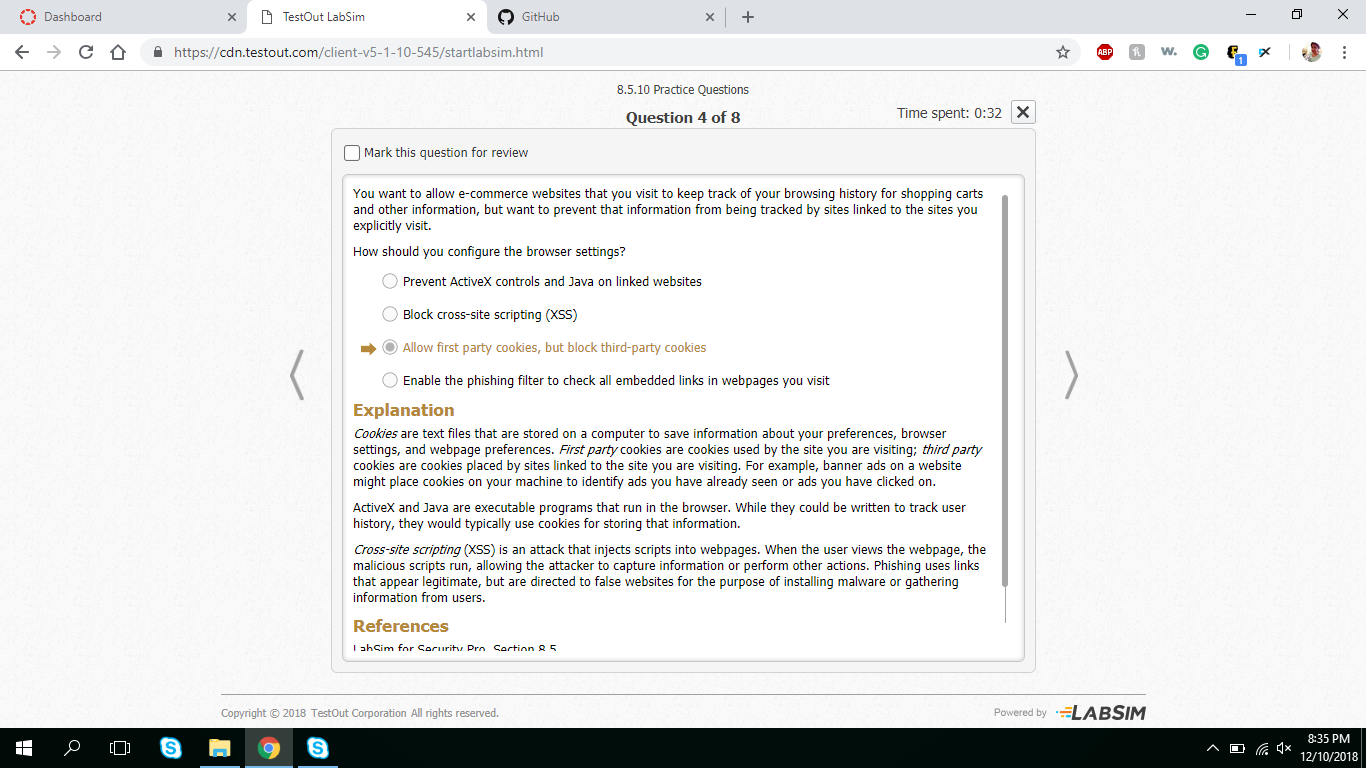 Dashboard
TestOut LabSim
GitHub
https://cdn.testout.com/client-v5-1-10-545/startlabsim.html
ABP
w.
1
8.5.10 Practice Questions
Question 4 of 8
Time spent: 0:32
Mark this question for review
You want to allow e-commerce websites that you visit to keep track of your browsing history for shopping carts
and other information, but want to prevent that information from being tracked by sites linked to the sites you
explicitly visit.
How should you configure the browser settings?
Prevent ActiveX controls and Java on linked websites
Block cross-site scripting (XSS)
Allow first party cookies, but block third-party cookies
Enable the phishing filter to check all embedded links in webpages you visit
Explanation
Cookies are text files that are stored on a computer to save information about your preferences, browser
settings, and webpage preferences. First party cookies are cookies used by the site you are visiting; third party
cookies are cookies placed by sites linked to the site you are visiting. For example, banner ads on a website
might place cookies on your machine to identify ads you have already seen or ads you have clicked on.
ActiveX and Java are executable programs that run in the browser. While they could be written to track user
history, they would typically use cookies for storing that information.
Cross-site scripting (XSS) is an attack that injects scripts into webpages. When the user views the webpage, the
malicious scripts run, allowing the attacker to capture information or perform other actions. Phishing uses links
that appear legitimate, but are directed to false websites for the purpose of installing malware or gathering
information from users.
References
LabSim for Security Pro, Section 8.5
Copyright © 2018 TestOut Corporation All rights reserved.
Powered by LABSIM
8:35 PM
12/10/2018